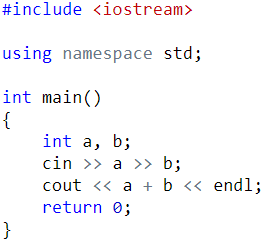 #include <iostream>

using namespace std;

int main()
{
    int a, b;
    cin >> a >> b;
    cout << a + b << endl;
    return 0;
}